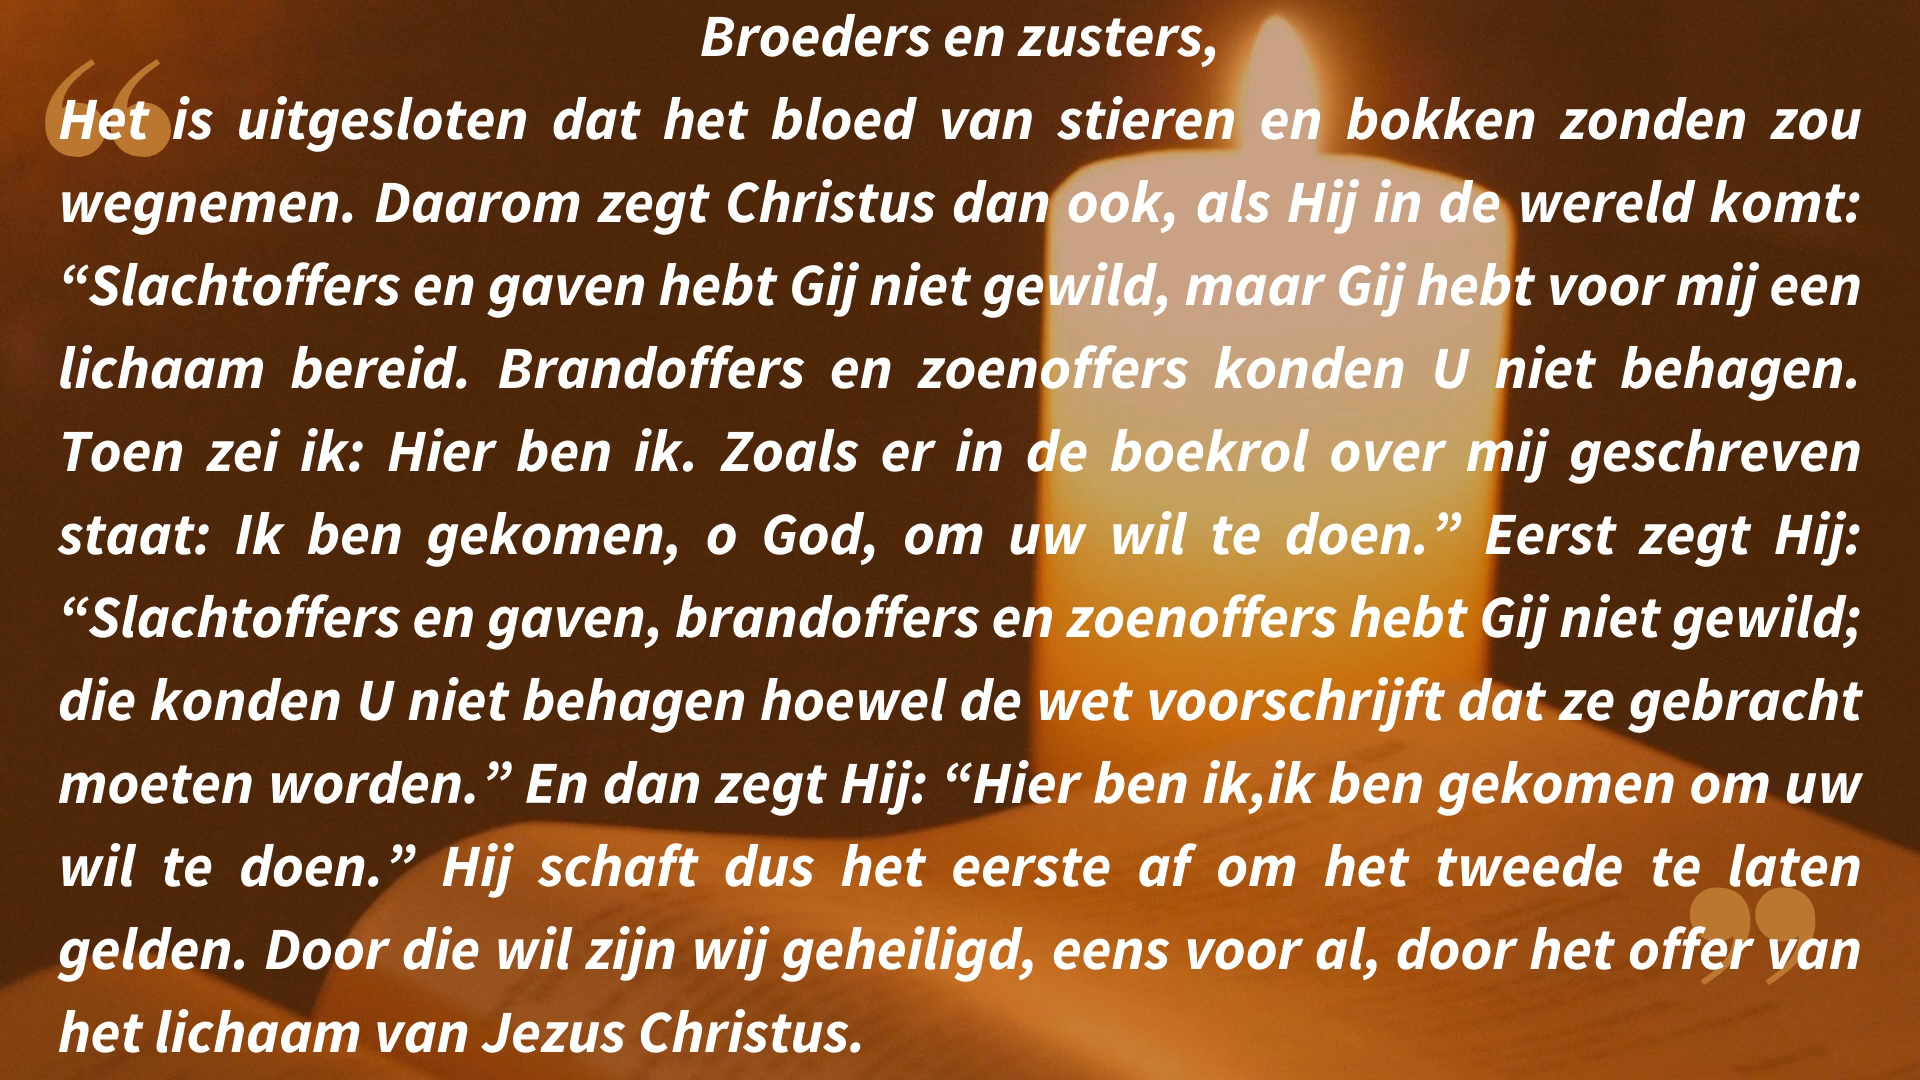 Broeders en zusters,
Het is uitgesloten dat het bloed van stieren en bokken zonden zou
wegnemen. Daarom zegt Christus dan ook, als Hij in de wereld komt:
“Slachtoffers en gaven hebt Gij niet gewild, maar Gij hebt voor mij een
lichaam bereid. Brandoffers en zoenoffers konden U niet behagen.
Toen zei ik: Hier ben ik. Zoals er in de boekrol over mij geschreven
staat: Ik ben gekomen, o God, om uw wil te doen.” Eerst zegt Hij:
“Slachtoffers en gaven, brandoffers en zoenoffers hebt Gij niet gewild;
die konden U niet behagen hoewel de wet voorschrijft dat ze gebracht
moeten worden.” En dan zegt Hij: “Hier ben ik,ik ben gekomen om uw
wil te doen.” Hij schaft dus het eerste af om het tweede te laten
gelden. Door die wil zijn wij geheiligd, eens voor al, door het offer van
het lichaam van Jezus Christus.